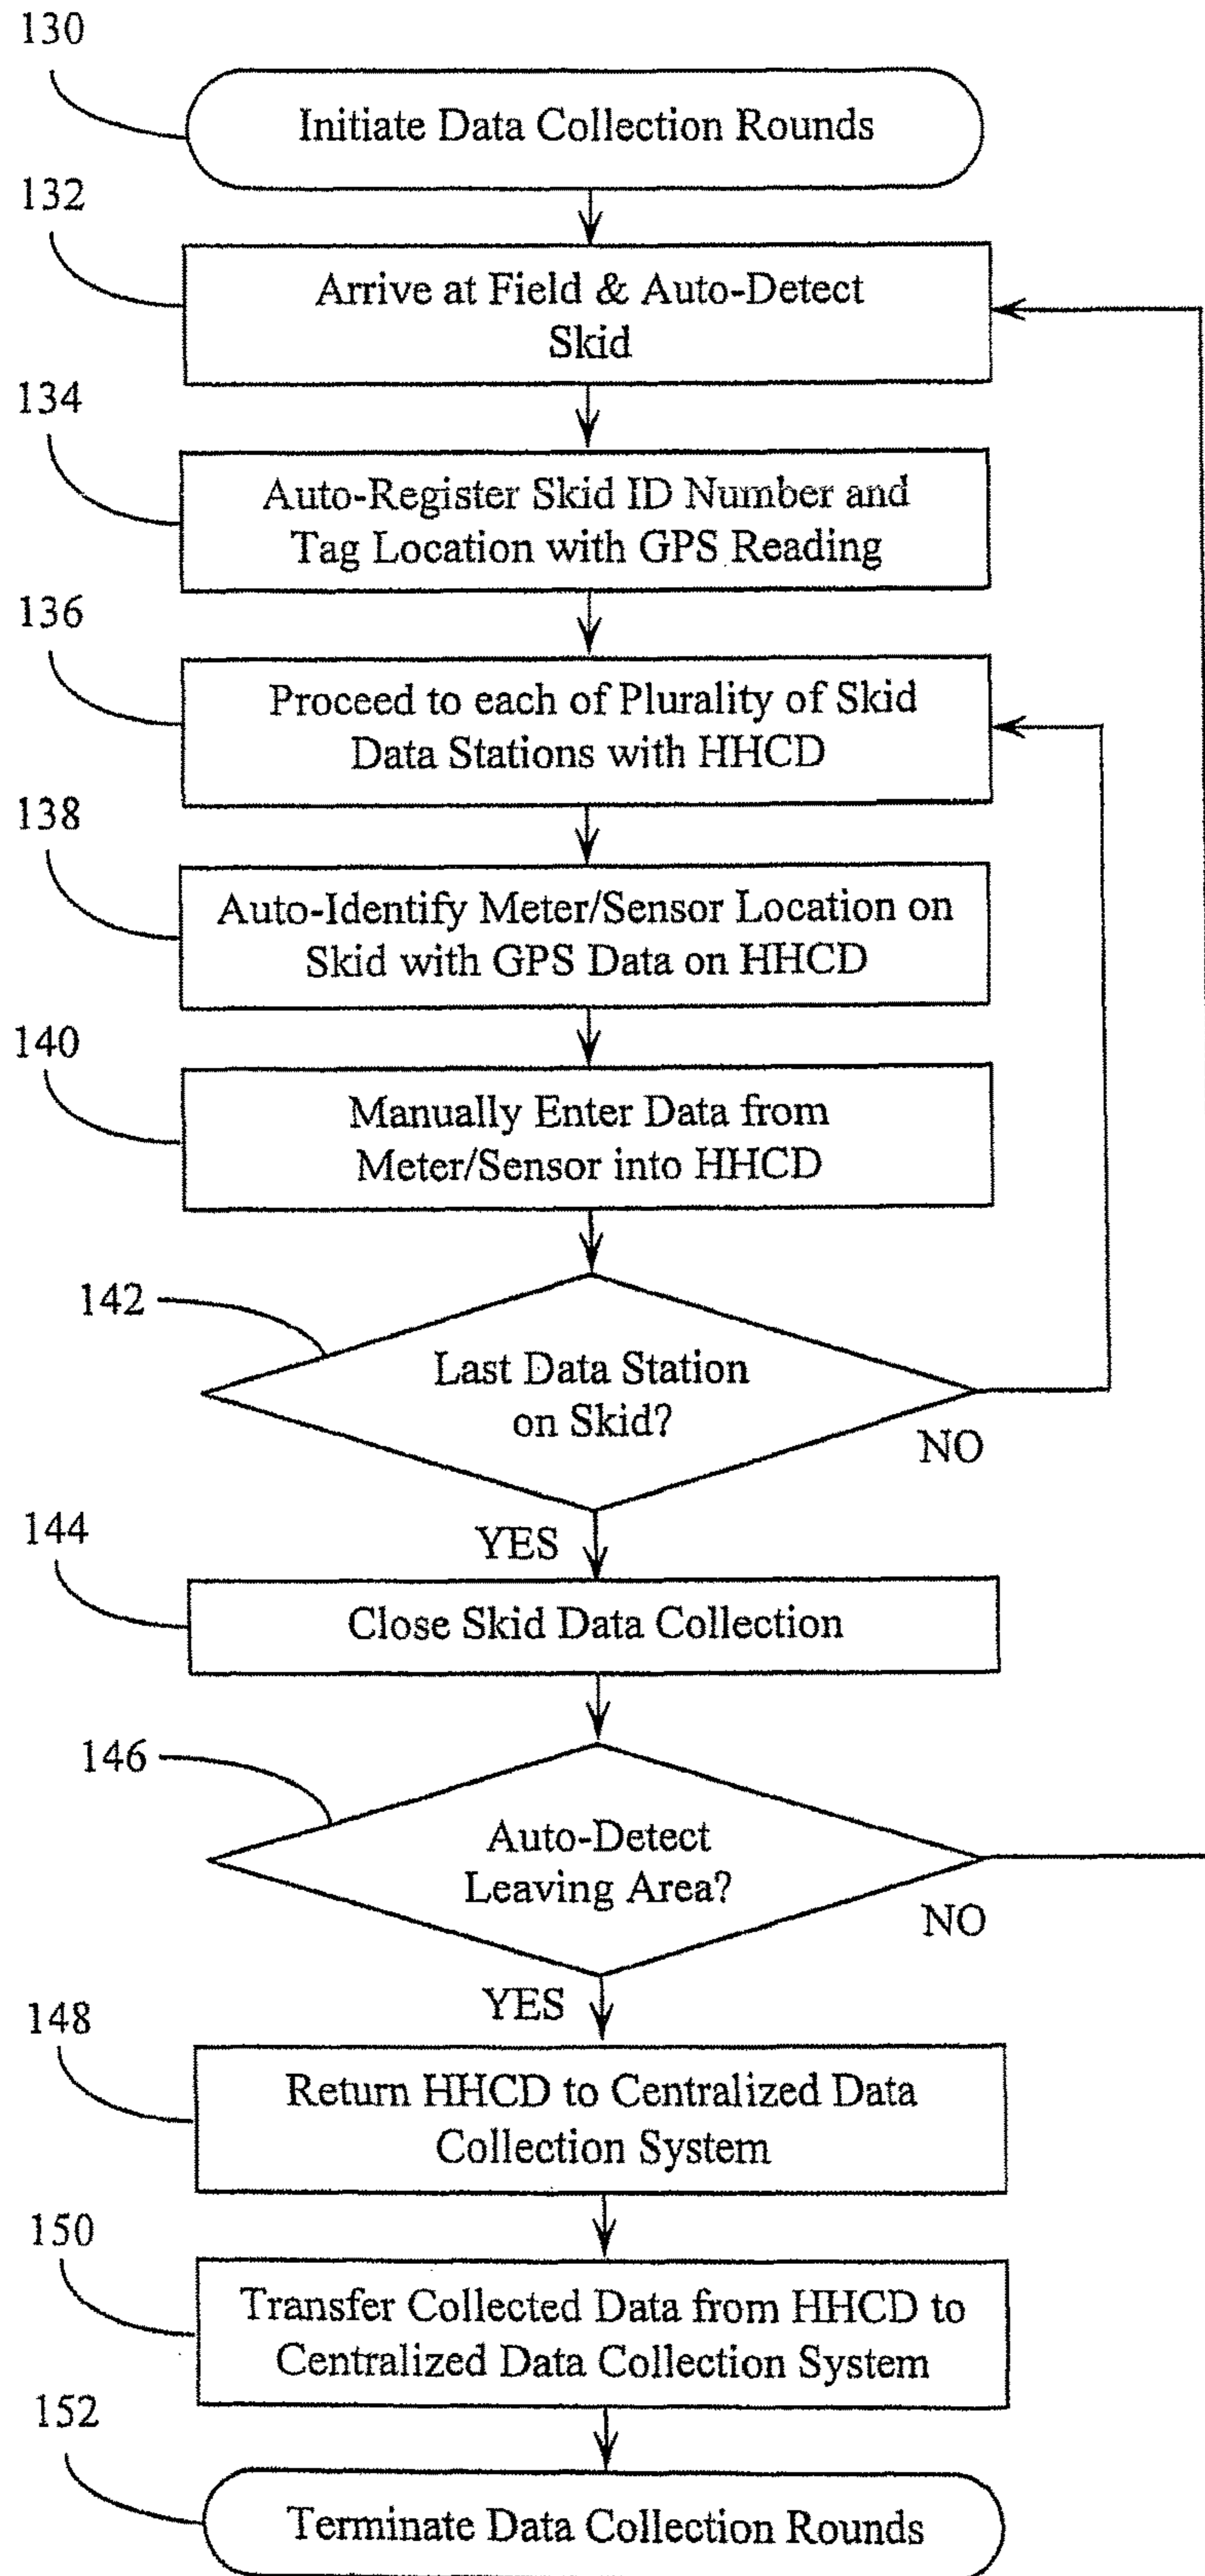 130
Initiate Data Collection Rounds
132
Arrive at Field & Auto-Detect
Skid
134
Auto-Register Skid ID Number and
Tag Location with GPS Reading
136
Proceed to each of Plurality of Skid
Data Stations with HHCD
138
Auto-Identify Meter/Sensor Location on
Skid with GPS Data on HHCD
140
Manually Enter Data from
Meter/Sensor into HHCD
142
Last Data Station
on Skid?
NO
YES
144
Close Skid Data Collection
146
Auto-Detect
Leaving Area?
NO
YES
148
Return HHCD to Centralized Data
Collection System
150
Transfer Collected Data from HHCD to
Centralized Data Collection System
152
Terminate Data Collection Rounds